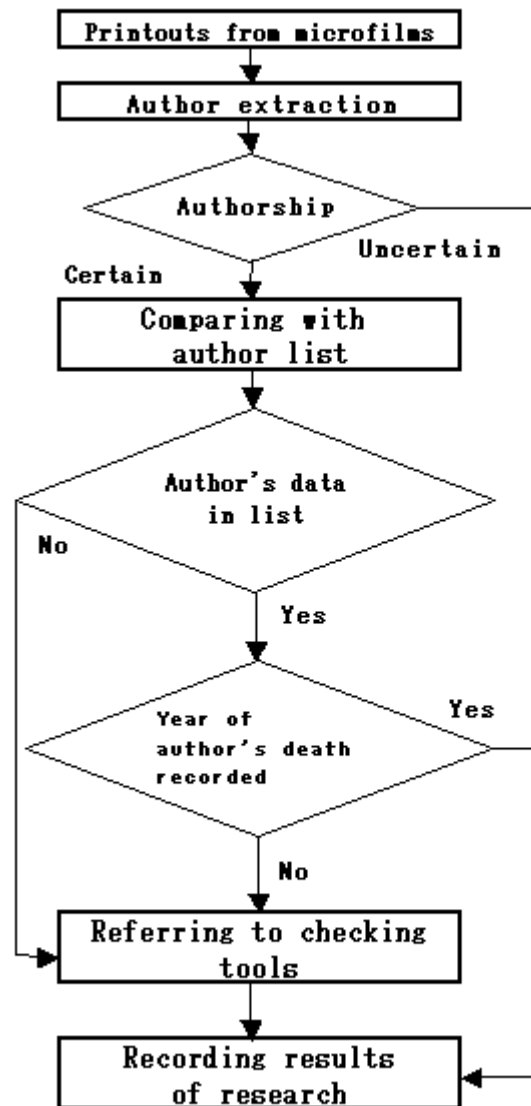 Printouts from microfilms
Author extraction
Authorship
Uncertain
Certain
Comparing with
author list
Author's data
in list
No
Yes
Year of
author's death
recorded
Yes
No
Referring to checking
tools
Recording results
of research